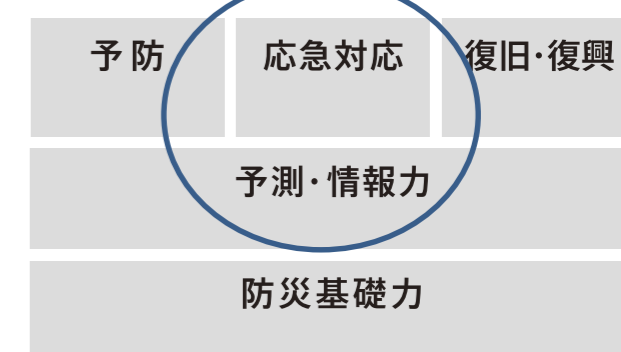 予防
応急対応
復旧・復興
予測・情報力
防災基礎力